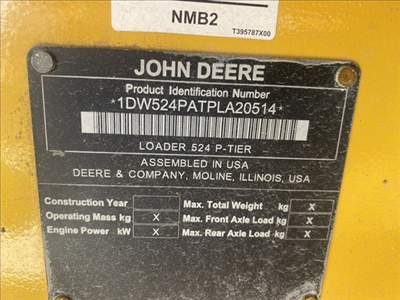 NMB2
T395787X00
JOHN DEERE
Product Identification Number
*1DW524PATPLA20514*
LOADER 524 P-TIER
ASSEMBLED IN USA
DEERE & COMPANY, MOLINE, ILLINOIS, USA
Construction Year Max. Total Weight kg X
Operating Mass kg X Max. Front Axle Load kg X
Engine Power kW X Max. Rear Axle Load kg X